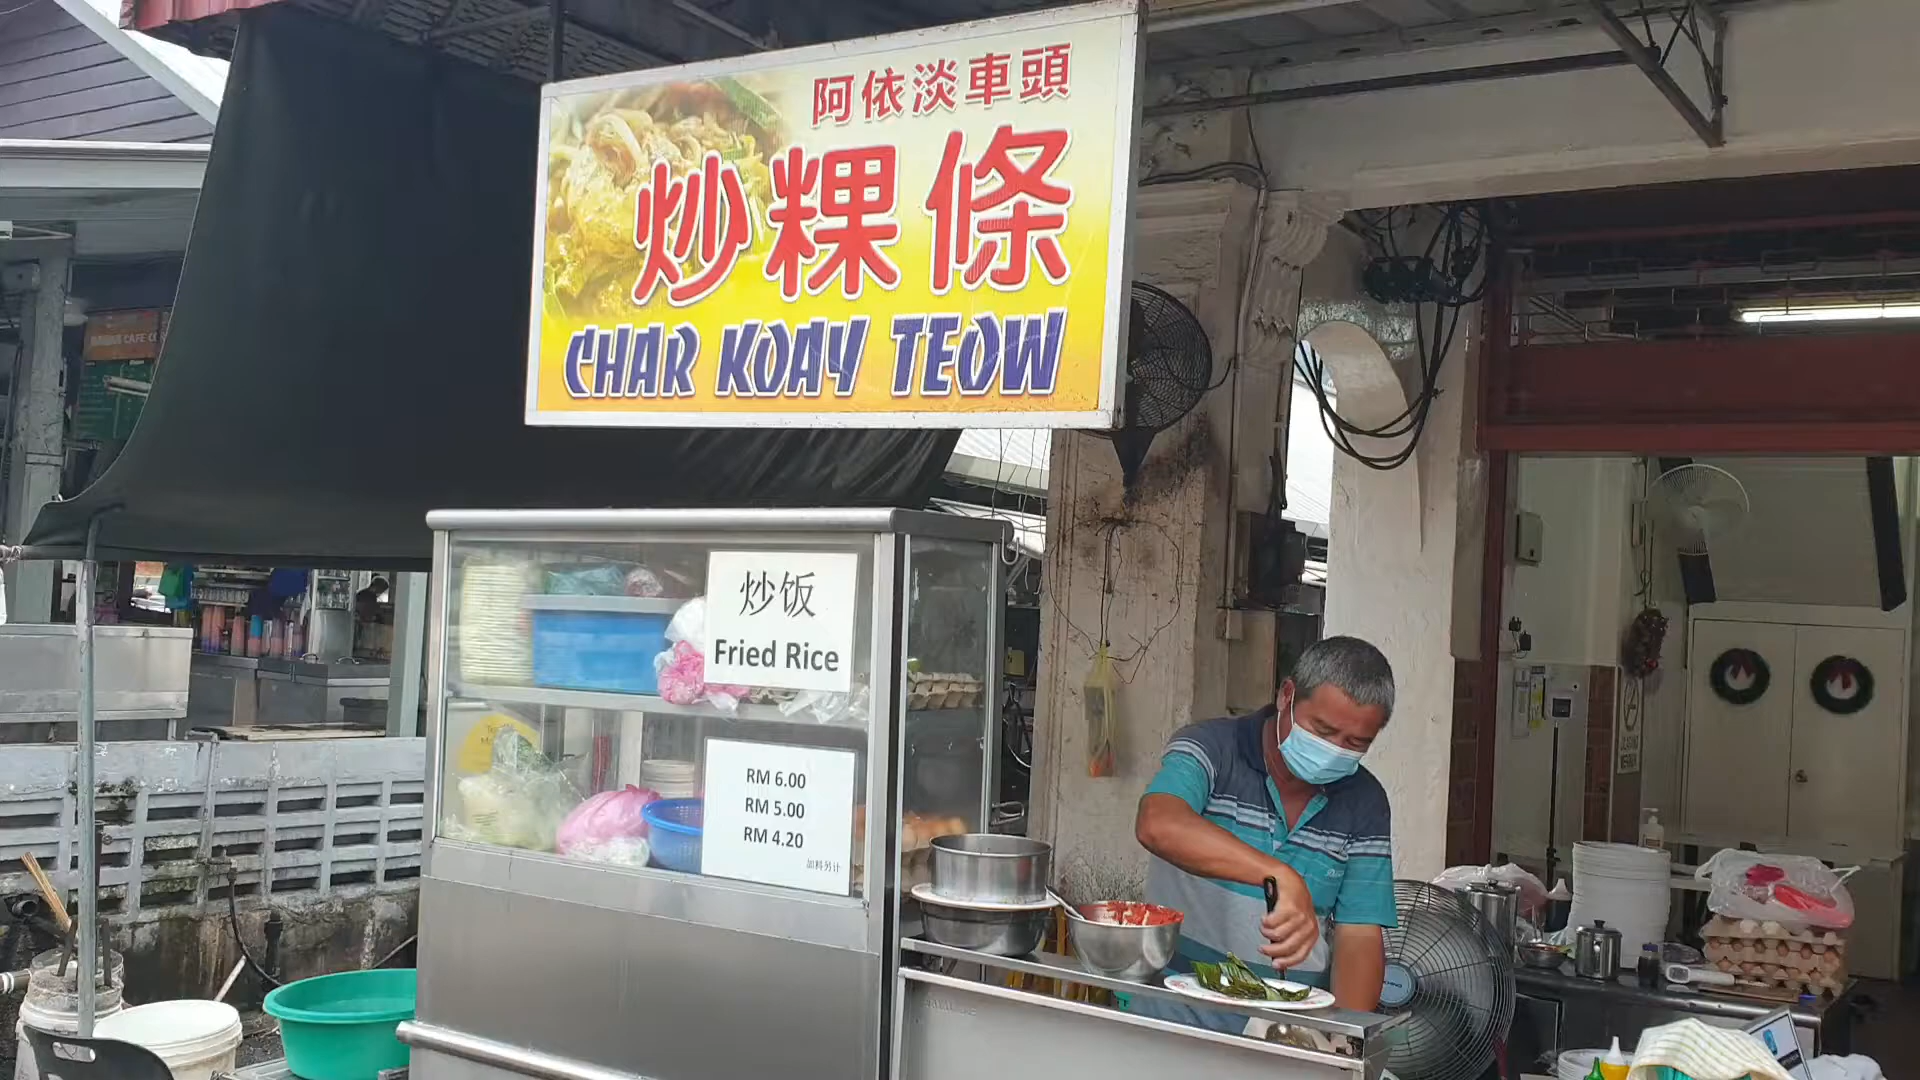 阿依淡車頭
炒粿條
CHAR KOAY TEOW
炒饭
Fried Rice
RM 6.00
RM 5.00
RM 4.20
加料另计